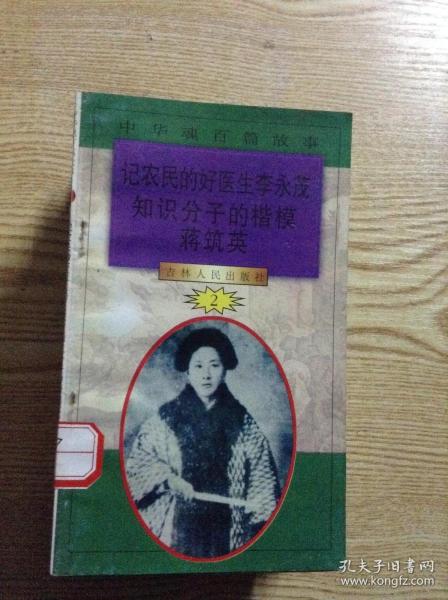 中华魂百篇故事
记农民的好医生李永茂
知识分子的楷模
蒋筑英
吉林人民出版社
2
7
孔夫子旧书网
www.kongfz.com